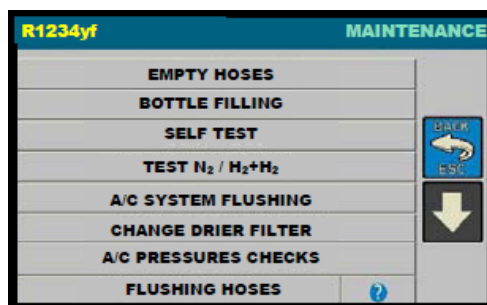 R1234yf MAINTENANCE
EMPTY HOSES
BOTTLE FILLING
SELF TEST
BACK
ESC
TEST N₂ / H₂+H₂
A/C SYSTEM FLUSHING
CHANGE DRIER FILTER
A/C PRESSURES CHECKS
FLUSHING HOSES ?